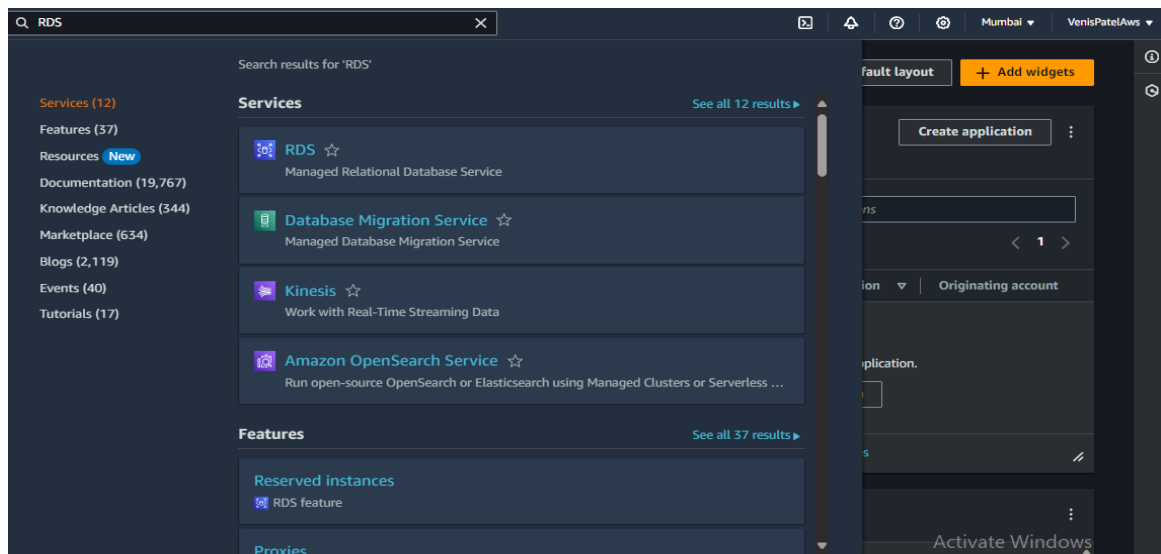 RDS
Mumbai
VenisPatelAws
Search results for 'RDS'
Services (12)
Features (37)
Resources New
Documentation (19,767)
Knowledge Articles (344)
Marketplace (634)
Blogs (2,119)
Events (40)
Tutorials (17)
Services
See all 12 results
RDS
Managed Relational Database Service
Database Migration Service
Managed Database Migration Service
Kinesis
Work with Real-Time Streaming Data
Amazon OpenSearch Service
Run open-source OpenSearch or Elasticsearch using Managed Clusters or Serverless ...
Features
See all 37 results
Reserved instances
RDS feature
Proxies
fault layout
+ Add widgets
Create application
ns
1
ion
Originating account
plication.
s
Activate Windows